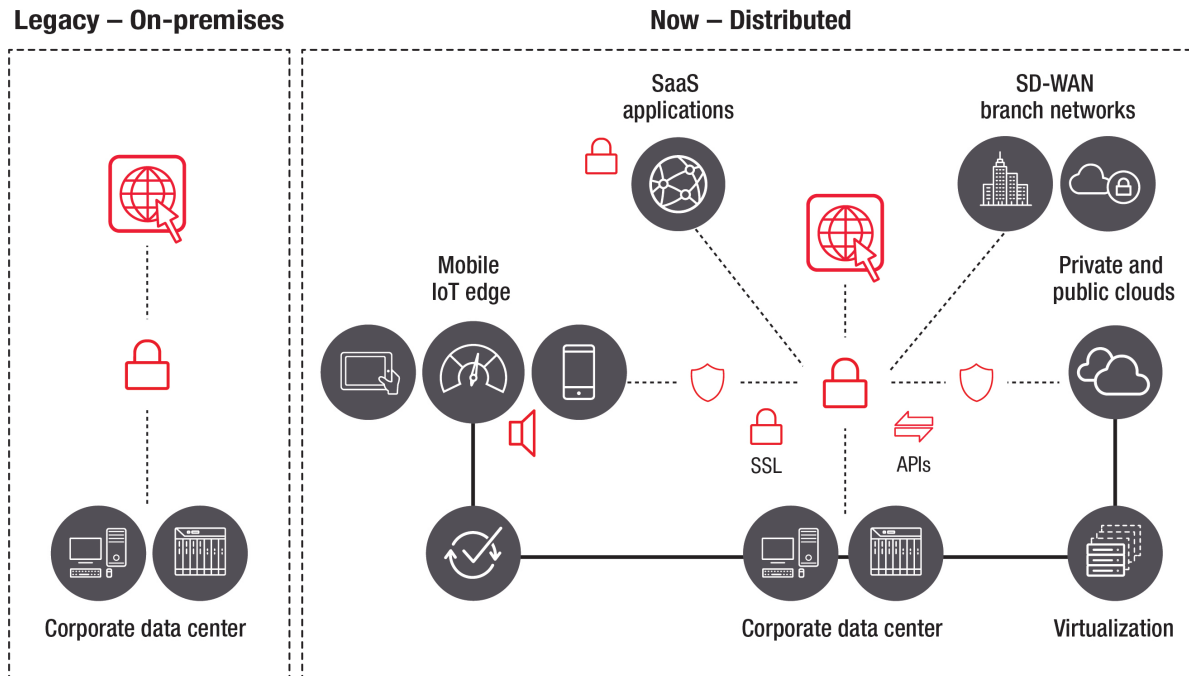 Legacy – On-premises
Now – Distributed
SaaS
applications
SD-WAN
branch networks
Mobile
IoT edge
Private and
public clouds
SSL
APIs
Corporate data center
Corporate data center
Virtualization